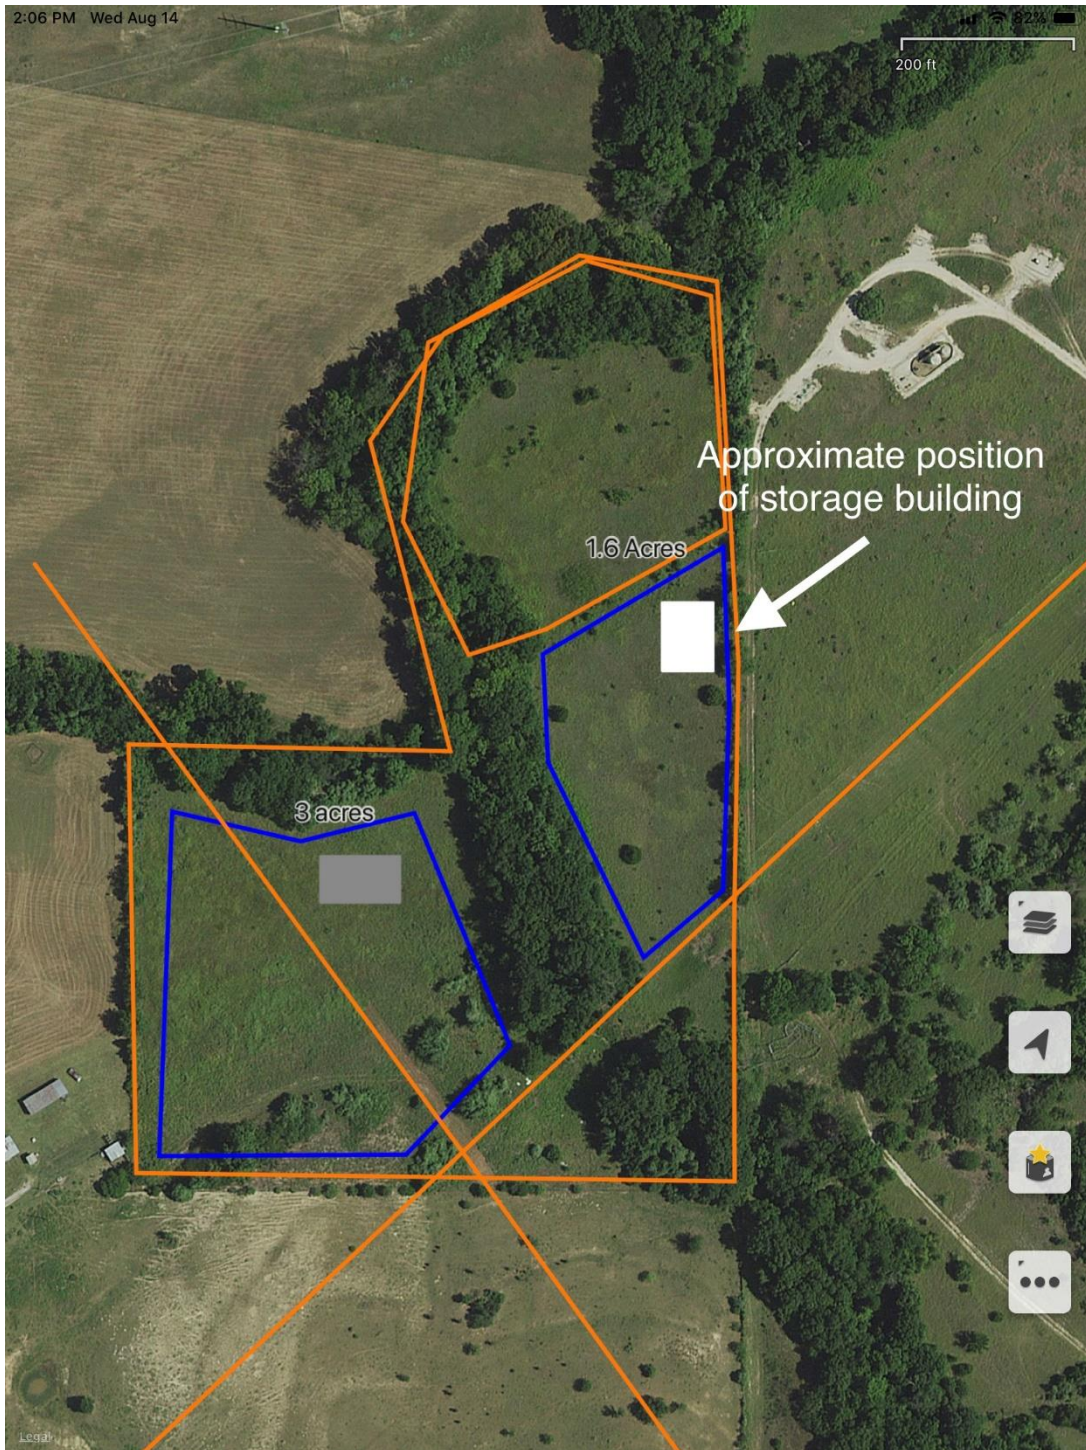 2:06 PM Wed Aug 14
82%
200 ft
Approximate position
of storage building
1.6 Acres
3 acres
Legal